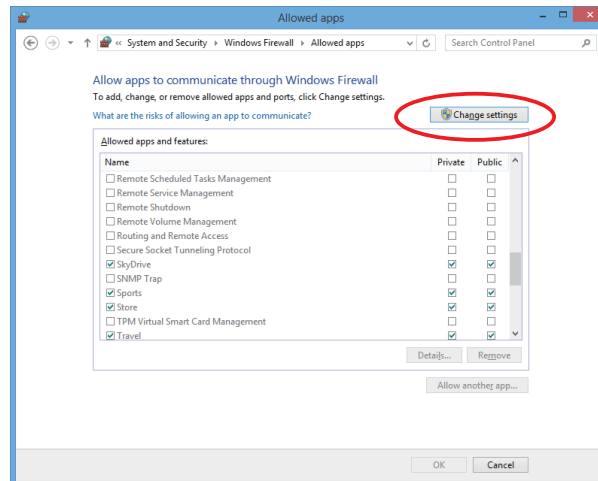 Allowed apps
« System and Security ▸ Windows Firewall ▸ Allowed apps
Search Control Panel
Allow apps to communicate through Windows Firewall
To add, change, or remove allowed apps and ports, click Change settings.
What are the risks of allowing an app to communicate?
Change settings
Allowed apps and features:
Name Private Public
Remote Scheduled Tasks Management
Remote Service Management
Remote Shutdown
Remote Volume Management
Routing and Remote Access
Secure Socket Tunneling Protocol
SkyDrive
SNMP Trap
Sports
Store
TPM Virtual Smart Card Management
Travel
Details... Remove
Allow another app...
OK Cancel